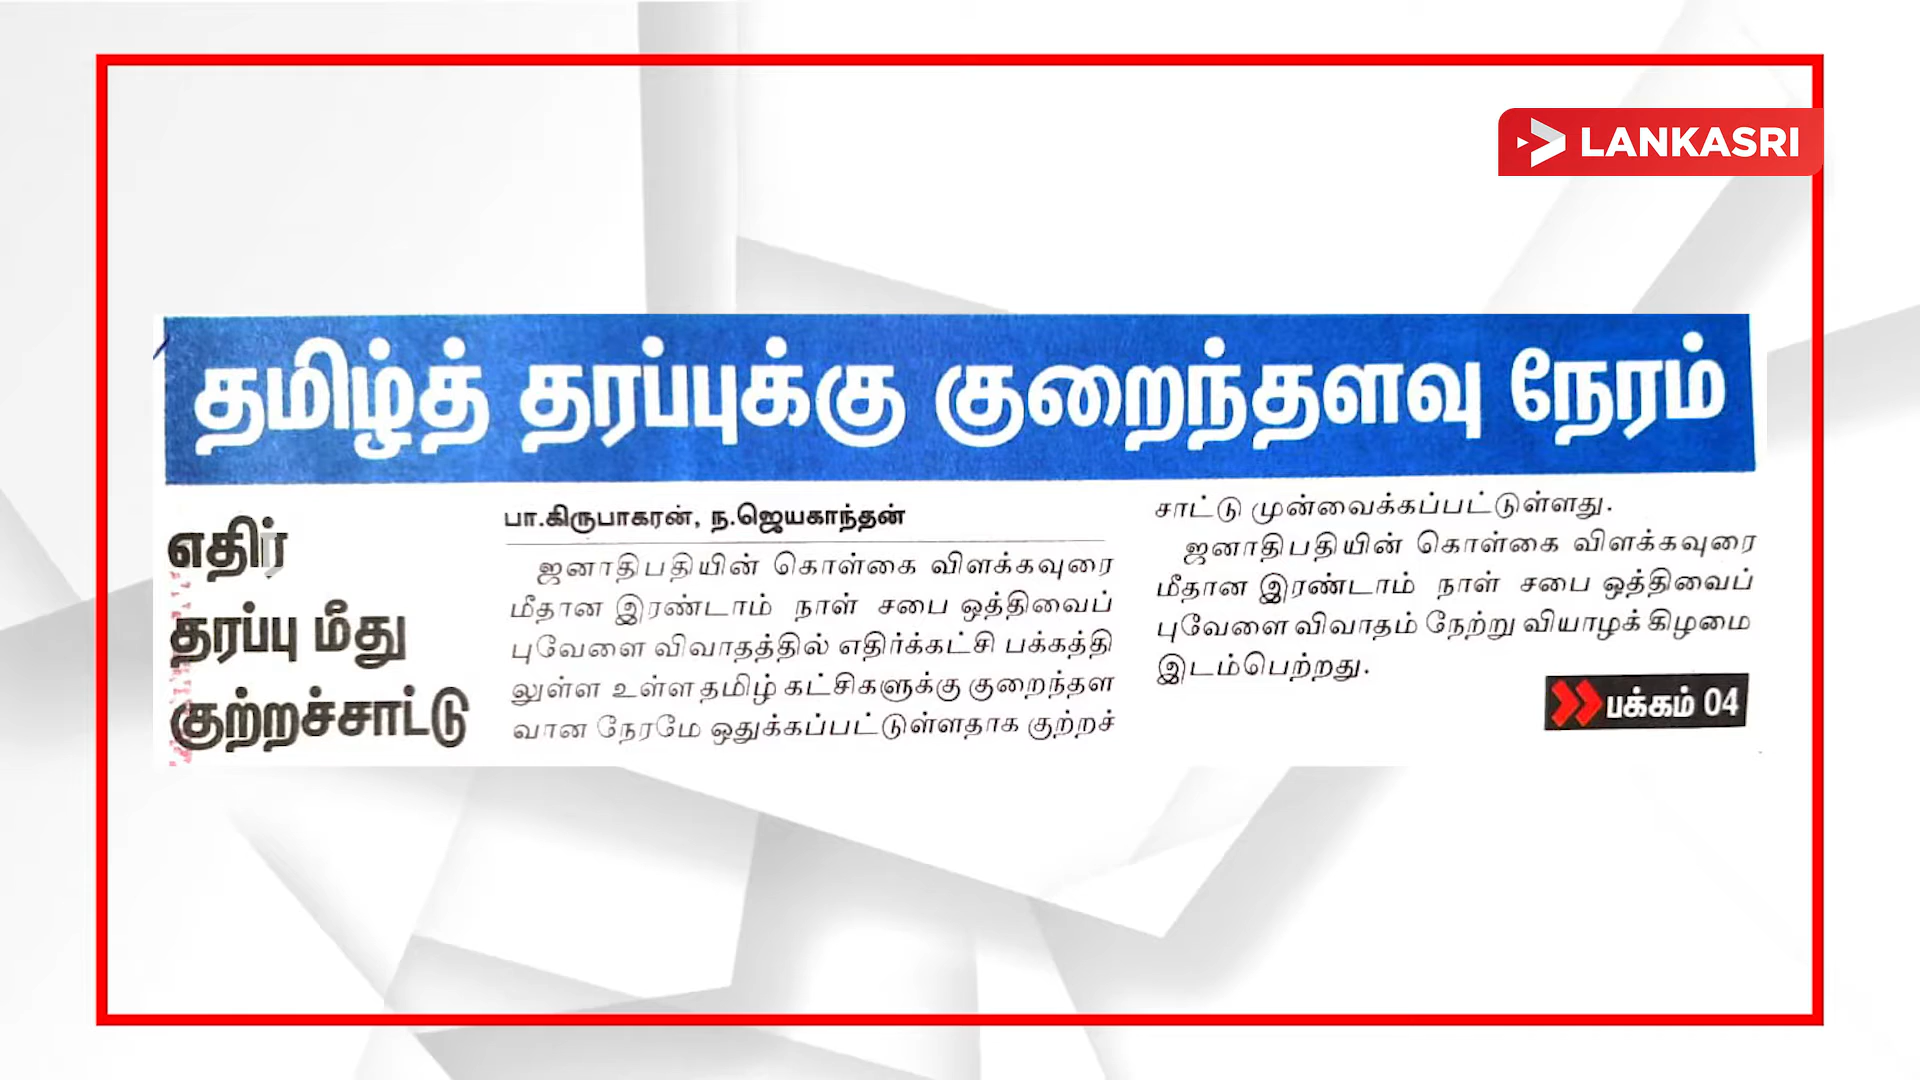 LANKASRI
தமிழ்த் தரப்புக்கு குறைந்தளவு நேரம்
எதிர்
தரப்பு மீது
குற்றச்சாட்டு
பா.கிருபாகரன், ந.ஜெயகாந்தன்
ஜனாதிபதியின் கொள்கை விளக்கவுரை
மீதான இரண்டாம் நாள் சபை ஒத்திவைப்
புவேளை விவாதத்தில் எதிர்க்கட்சி பக்கத்தி
லுள்ள உள்ள தமிழ் கட்சிகளுக்கு குறைந்தள
வான நேரமே ஒதுக்கப்பட்டுள்ளதாக குற்றச்
சாட்டு முன்வைக்கப்பட்டுள்ளது.
ஜனாதிபதியின் கொள்கை விளக்கவுரை
மீதான இரண்டாம் நாள் சபை ஒத்திவைப்
புவேளை விவாதம் நேற்று வியாழக்கிழமை
இடம்பெற்றது.
பக்கம் 04